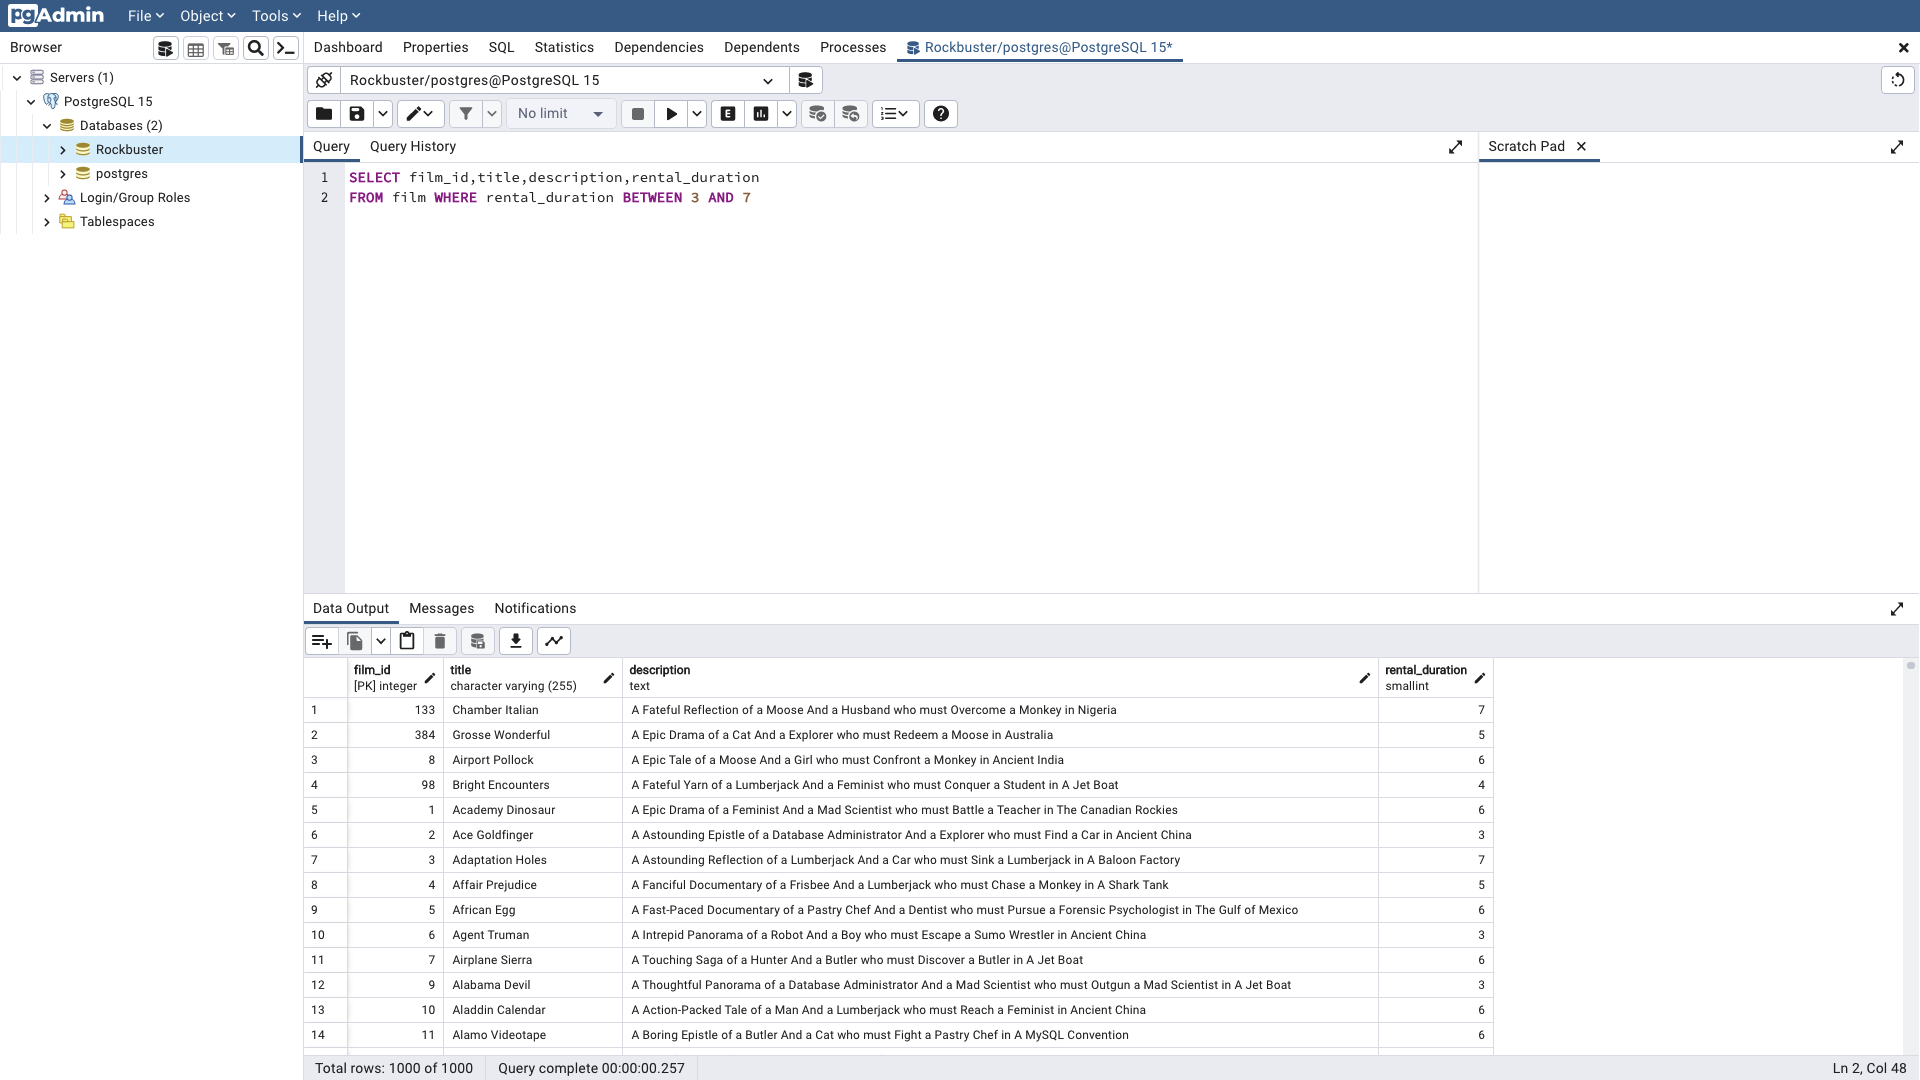 pgAdmin File Object Tools Help
Browser
Dashboard Properties SQL Statistics Dependencies Dependents Processes Rockbuster/postgres@PostgreSQL 15*
Servers (1)
PostgreSQL 15
Databases (2)
Rockbuster
postgres
Login/Group Roles
Tablespaces
Rockbuster/postgres@PostgreSQL 15
No limit
E
Query Query History
Scratch Pad
1 SELECT film_id,title,description,rental_duration
2 FROM film WHERE rental_duration BETWEEN 3 AND 7
Data Output Messages Notifications
film_id title description rental_duration
[PK] integer character varying (255) text smallint
1 133 Chamber Italian A Fateful Reflection of a Moose And a Husband who must Overcome a Monkey in Nigeria 7
2 384 Grosse Wonderful A Epic Drama of a Cat And a Explorer who must Redeem a Moose in Australia 5
3 8 Airport Pollock A Epic Tale of a Moose And a Girl who must Confront a Monkey in Ancient India 6
4 98 Bright Encounters A Fateful Yarn of a Lumberjack And a Feminist who must Conquer a Student in A Jet Boat 4
5 1 Academy Dinosaur A Epic Drama of a Feminist And a Mad Scientist who must Battle a Teacher in The Canadian Rockies 6
6 2 Ace Goldfinger A Astounding Epistle of a Database Administrator And a Explorer who must Find a Car in Ancient China 3
7 3 Adaptation Holes A Astounding Reflection of a Lumberjack And a Car who must Sink a Lumberjack in A Baloon Factory 7
8 4 Affair Prejudice A Fanciful Documentary of a Frisbee And a Lumberjack who must Chase a Monkey in A Shark Tank 5
9 5 African Egg A Fast-Paced Documentary of a Pastry Chef And a Dentist who must Pursue a Forensic Psychologist in The Gulf of Mexico 6
10 6 Agent Truman A Intrepid Panorama of a Robot And a Boy who must Escape a Sumo Wrestler in Ancient China 3
11 7 Airplane Sierra A Touching Saga of a Hunter And a Butler who must Discover a Butler in A Jet Boat 6
12 9 Alabama Devil A Thoughtful Panorama of a Database Administrator And a Mad Scientist who must Outgun a Mad Scientist in A Jet Boat 3
13 10 Aladdin Calendar A Action-Packed Tale of a Man And a Lumberjack who must Reach a Feminist in Ancient China 6
14 11 Alamo Videotape A Boring Epistle of a Butler And a Cat who must Fight a Pastry Chef in A MySQL Convention 6
Total rows: 1000 of 1000 Query complete 00:00:00.257 Ln 2, Col 48